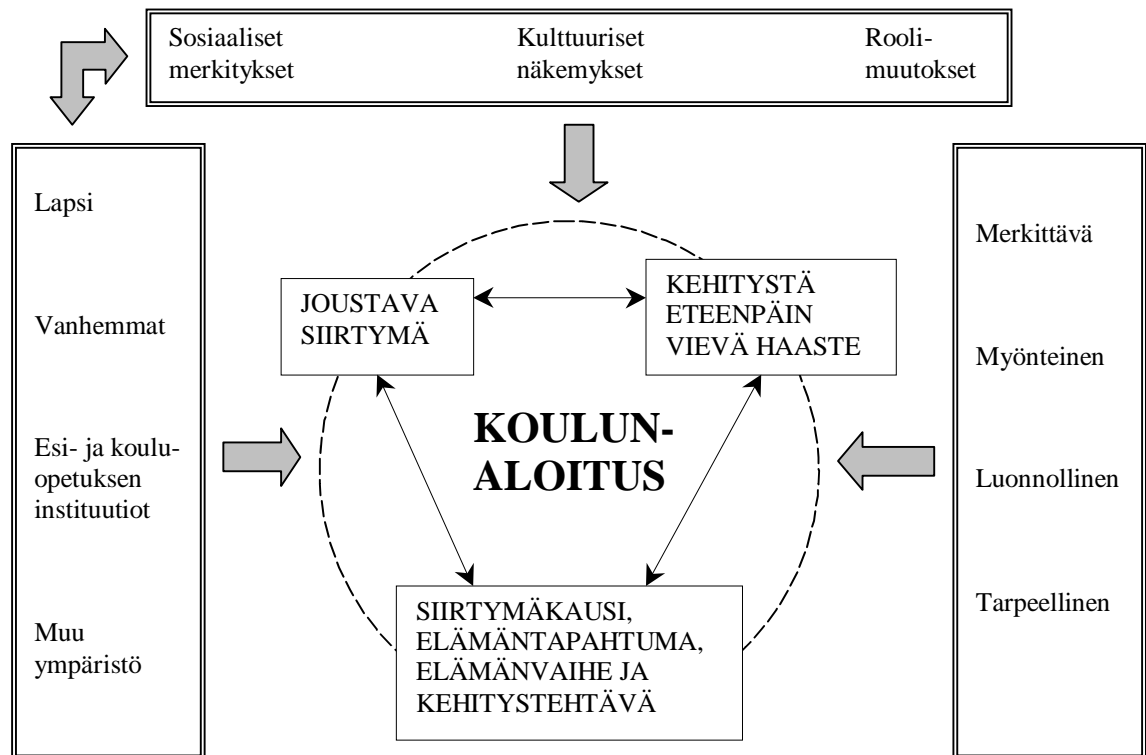 Sosiaaliset
merkitykset
Kulttuuriset
näkemykset
Rooli-
muutokset
Lapsi
Vanhemmat
Esi- ja koulu-
opetuksen
instituutiot
Muu
ympäristö
JOUSTAVA
SIIRTYMÄ
KEHITYSTÄ
ETEENPÄIN
VIEVÄ HAASTE
KOULUN-
ALOITUS
SIIRTYMÄKAUSI,
ELÄMÄNTAPAHTUMA,
ELÄMÄNVAIHE JA
KEHITYSTEHTÄVÄ
Merkittävä
Myönteinen
Luonnollinen
Tarpeellinen